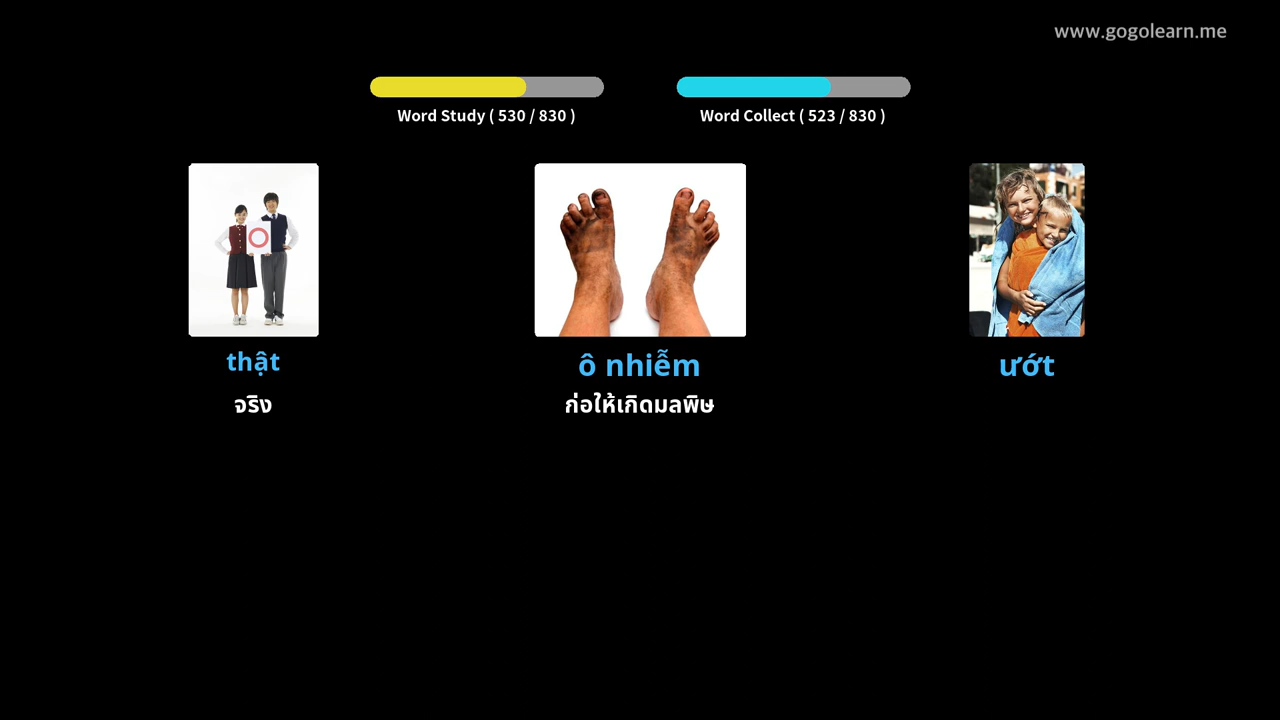 www.gogolearn.me
Word Study ( 530 / 830 )
Word Collect ( 523 / 830 )
thật
ô nhiễm
ướt
จริง
ก่อให้เกิดมลพิษ